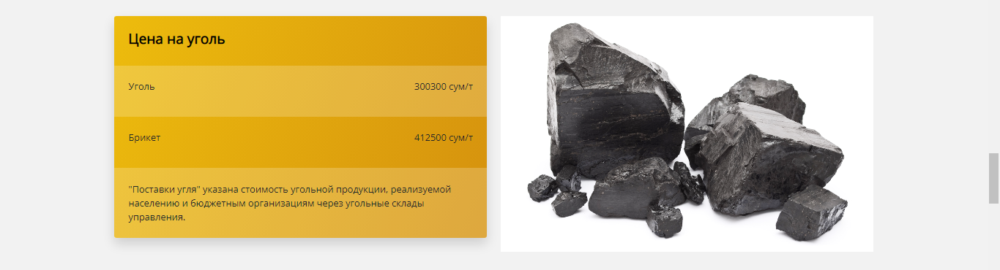 Цена на уголь
Уголь 300300 сум/т
Брикет 412500 сум/т
"Поставки угля" указана стоимость угольной продукции, реализуемой
населению и бюджетным организациям через угольные склады
управления.